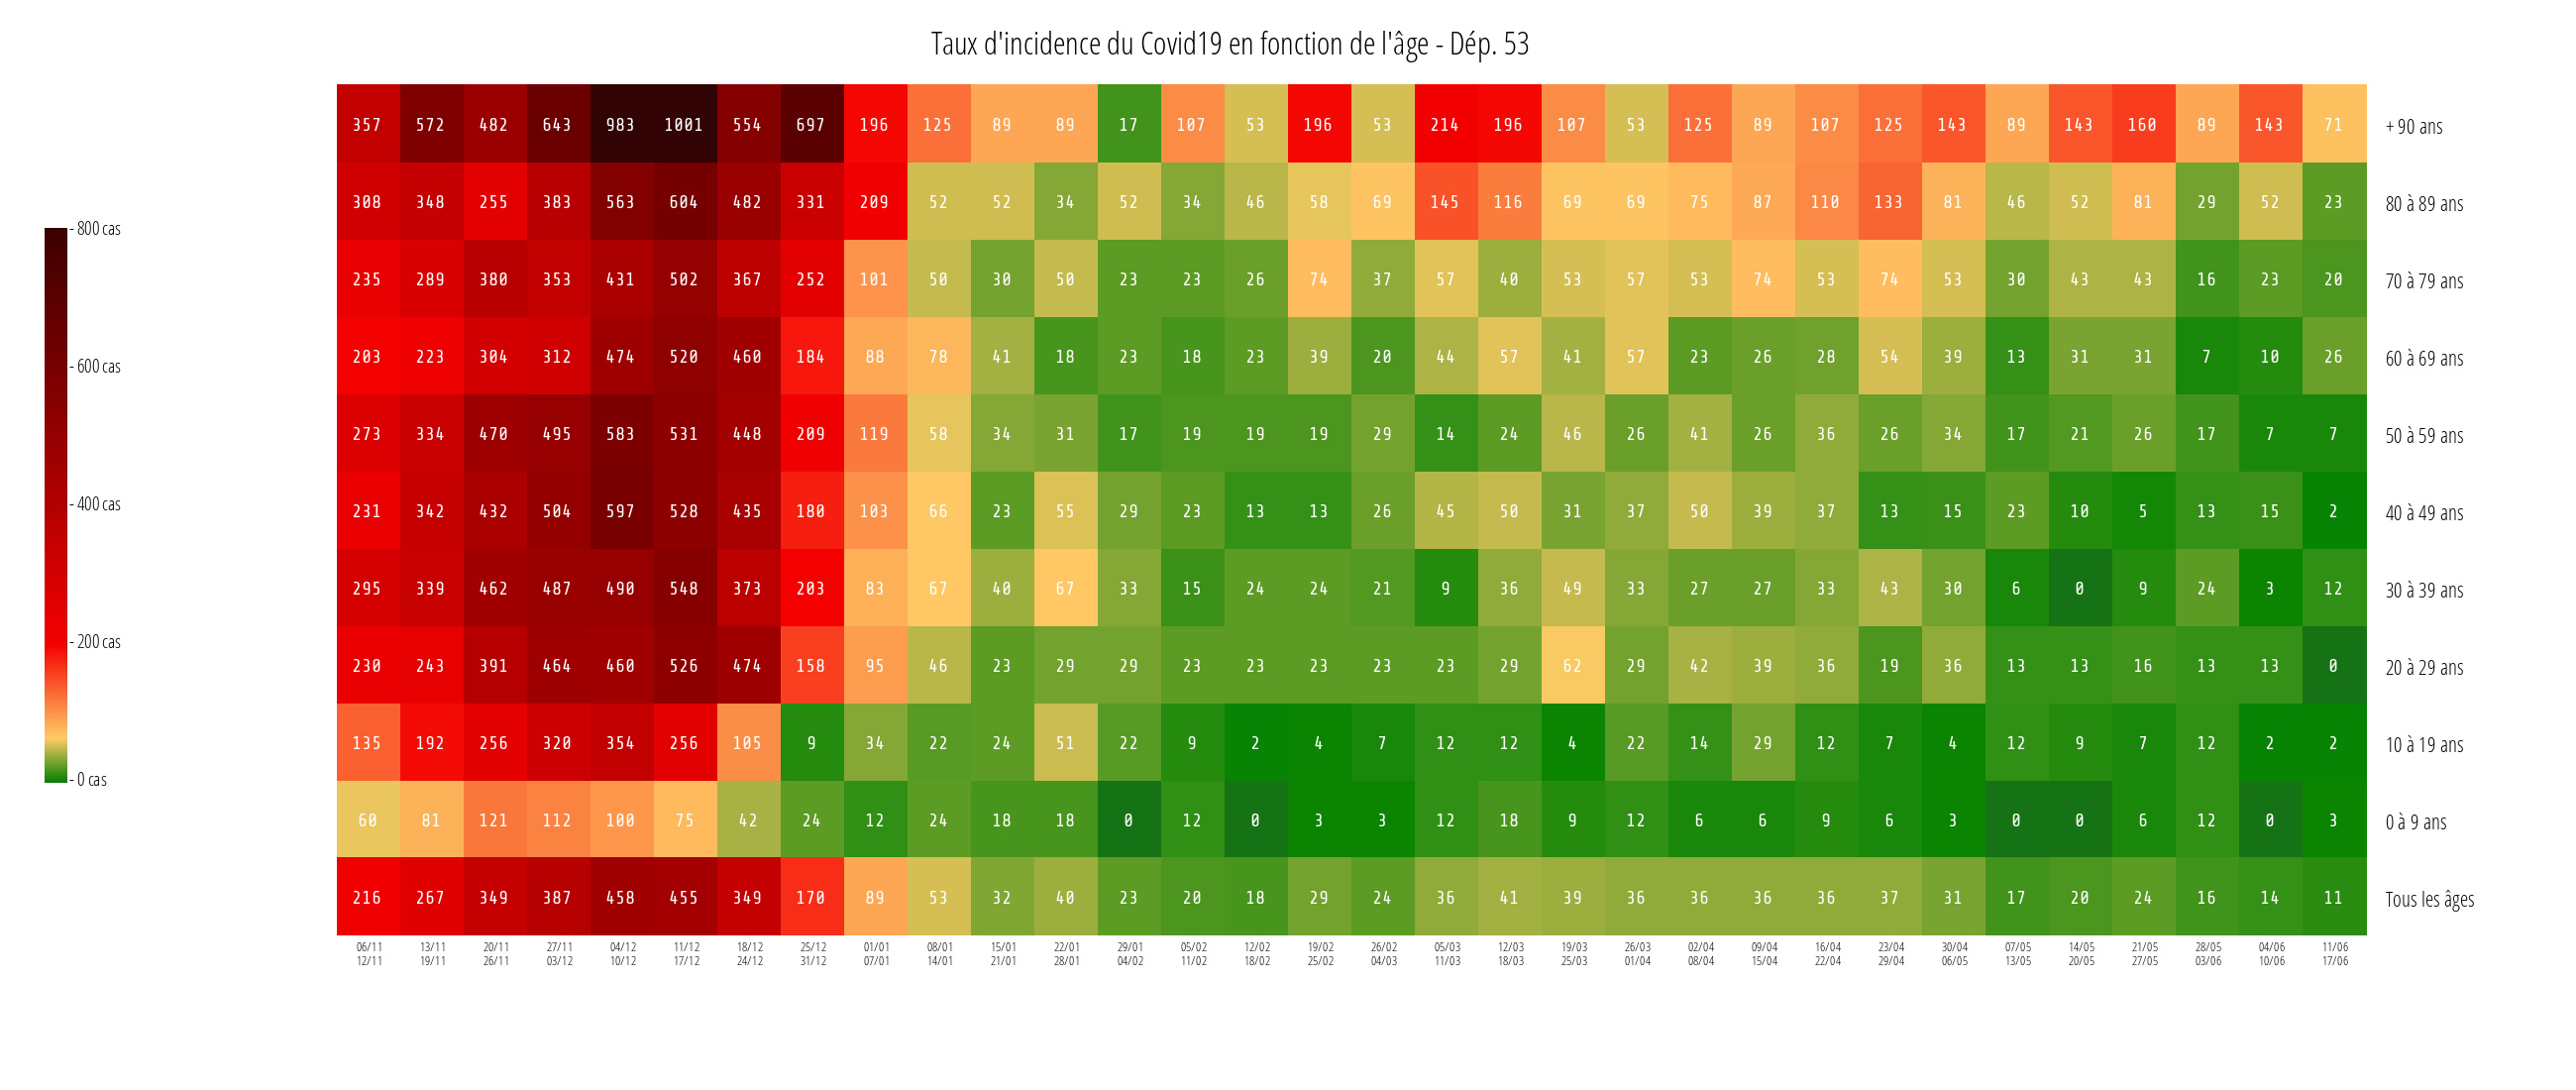 Taux d'incidence du Covid19 en fonction de l'âge - Dép. 53
- 800 cas
- 600 cas
- 400 cas
- 200 cas
- 0 cas
357 572 482 643 983 1001 554 697 196 125 89 89 17 107 53 196 53 214 196 107 53 125 89 107 125 143 89 143 160 89 143 71 + 90 ans
308 348 255 383 563 604 482 331 209 52 52 34 52 34 46 58 69 145 116 69 69 75 87 110 133 81 46 52 81 29 52 23 80 à 89 ans
235 289 380 353 431 502 367 252 101 50 30 50 23 23 26 74 37 57 40 53 57 53 74 53 74 53 30 43 43 16 23 20 70 à 79 ans
203 223 304 312 474 520 460 184 88 78 41 18 23 18 23 39 20 44 57 41 57 23 26 28 54 39 13 31 31 7 10 26 60 à 69 ans
273 334 470 495 583 531 448 209 119 58 34 31 17 19 19 19 29 14 24 46 26 41 26 36 26 34 17 21 26 17 7 7 50 à 59 ans
231 342 432 504 597 528 435 180 103 66 23 55 29 23 13 13 26 45 50 31 37 50 39 37 13 15 23 10 5 13 15 2 40 à 49 ans
295 339 462 487 490 548 373 203 83 67 40 67 33 15 24 24 21 9 36 49 33 27 27 33 43 30 6 0 9 24 3 12 30 à 39 ans
230 243 391 464 460 526 474 158 95 46 23 29 29 23 23 23 23 23 29 62 29 42 39 36 19 36 13 13 16 13 13 0 20 à 29 ans
135 192 256 320 354 256 105 9 34 22 24 51 22 9 2 4 7 12 12 4 22 14 29 12 7 4 12 9 7 12 2 2 10 à 19 ans
60 81 121 112 100 75 42 24 12 24 18 18 0 12 0 3 3 12 18 9 12 6 6 9 6 3 0 0 6 12 0 3 0 à 9 ans
216 267 349 387 458 455 349 170 89 53 32 40 23 20 18 29 24 36 41 39 36 36 36 36 37 31 17 20 24 16 14 11 Tous les âges
06/11 13/11 20/11 27/11 04/12 11/12 18/12 25/12 01/01 08/01 15/01 22/01 29/01 05/02 12/02 19/02 26/02 05/03 12/03 19/03 26/03 02/04 09/04 16/04 23/04 30/04 07/05 14/05 21/05 28/05 04/06 11/06
12/11 19/11 26/11 03/12 10/12 17/12 24/12 31/12 07/01 14/01 21/01 28/01 04/02 11/02 18/02 25/02 04/03 11/03 18/03 25/03 01/04 08/04 15/04 22/04 29/04 06/05 13/05 20/05 27/05 03/06 10/06 17/06